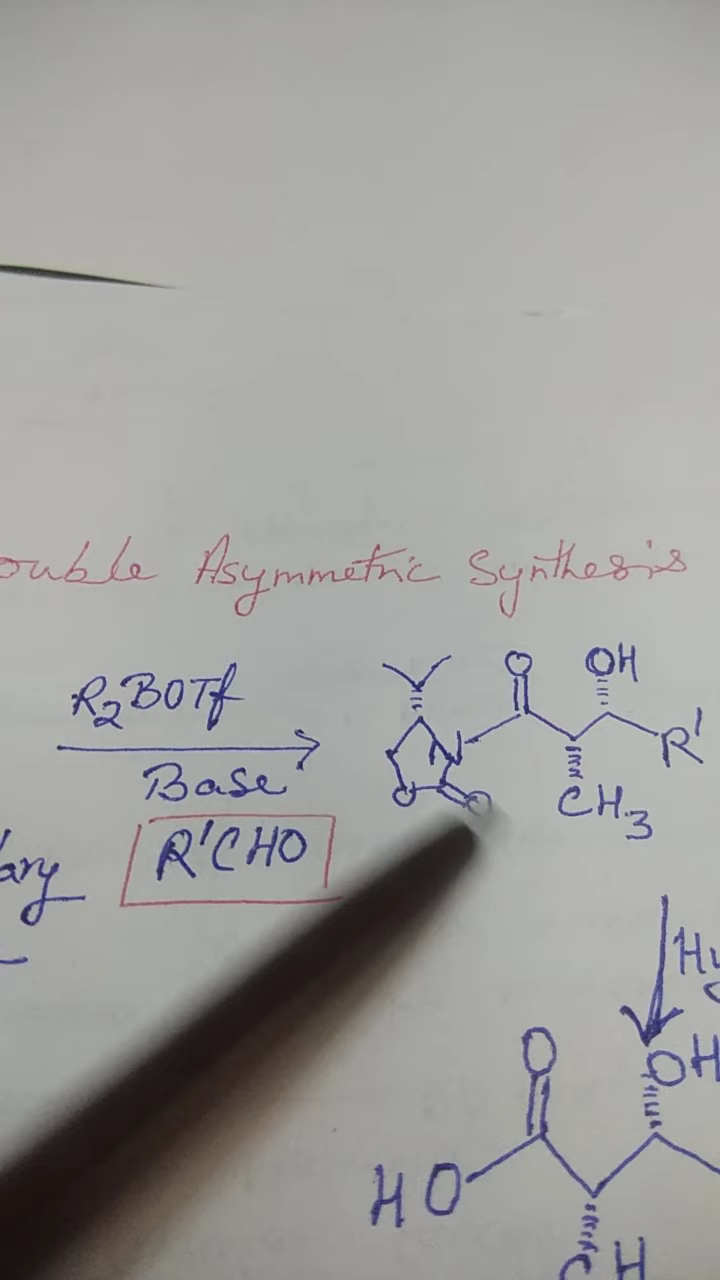 Asymmetric Synthesis
R₂BOTf
Base
R'CHO
O
OH
N
O
O
R'
CH₃
O
OH
HO